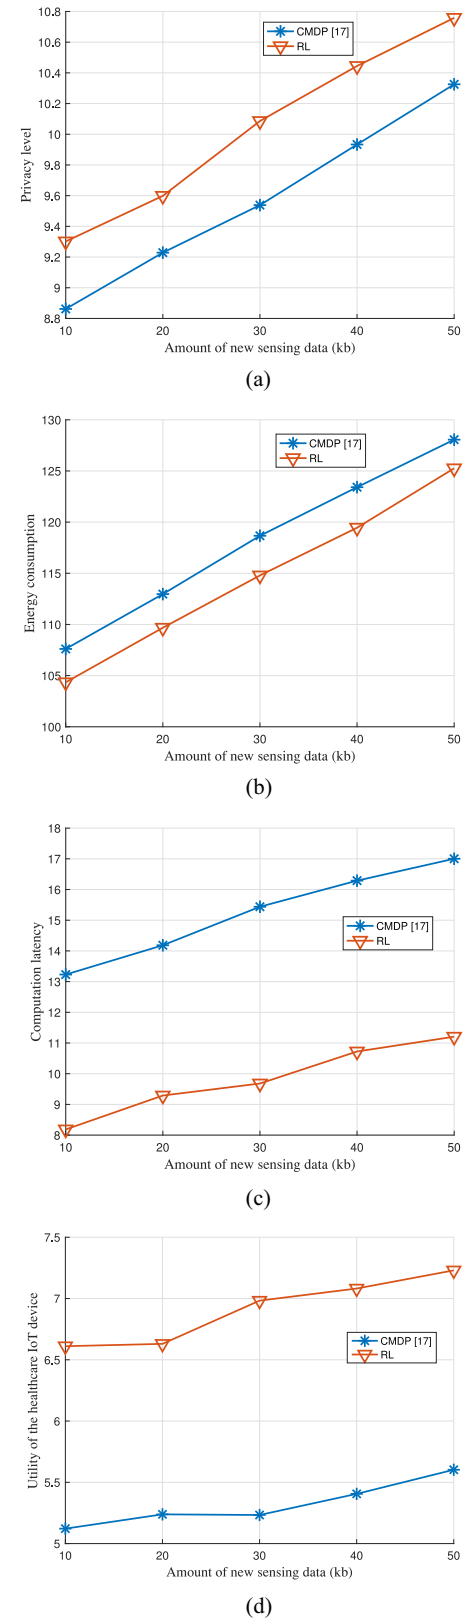 10.8
10.6
10.4
10.2
10
9.8
9.6
9.4
9.2
9
8.8
Privacy level
CMDP [17]
RL
10 20 30 40 50
Amount of new sensing data (kb)
(a)
130
125
120
115
110
105
100
Energy consumption
CMDP [17]
RL
10 20 30 40 50
Amount of new sensing data (kb)
(b)
18
17
16
15
14
13
12
11
10
9
8
Computation latency
CMDP [17]
RL
10 20 30 40 50
Amount of new sensing data (kb)
(c)
7.5
7
6.5
6
5.5
5
Utility of the healthcare IoT device
CMDP [17]
RL
10 20 30 40 50
Amount of new sensing data (kb)
(d)